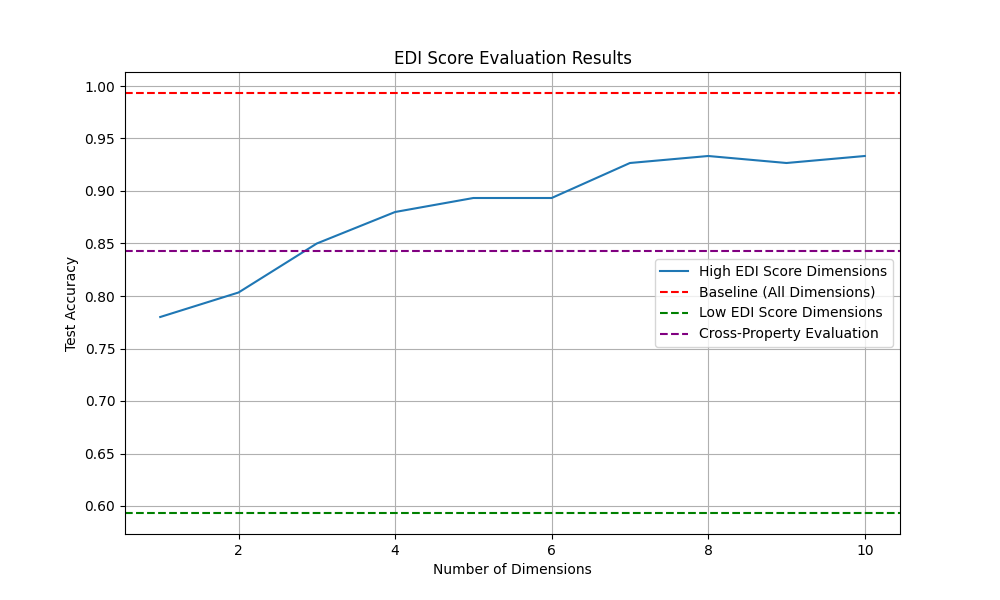 EDI Score Evaluation Results
1.00
0.95
0.90
0.85
0.80
0.75
0.70
0.65
0.60
Test Accuracy
High EDI Score Dimensions
Baseline (All Dimensions)
Low EDI Score Dimensions
Cross-Property Evaluation
2 4 6 8 10
Number of Dimensions